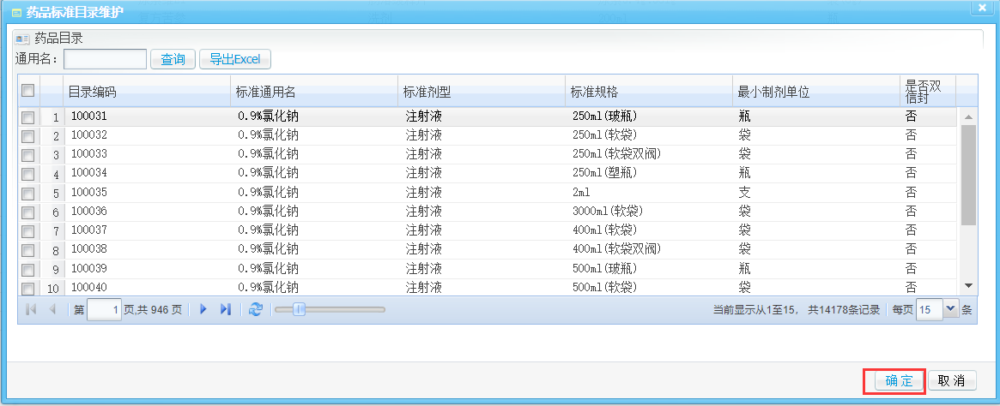 药品标准目录维护
药品目录
通用名： 查询 导出Excel
目录编码 标准通用名 标准剂型 标准规格 最小制剂单位 是否双信封
1 100031 0.9%氯化钠 注射液 250ml(玻瓶) 瓶 否
2 100032 0.9%氯化钠 注射液 250ml(软袋) 袋 否
3 100033 0.9%氯化钠 注射液 250ml(软袋双阀) 袋 否
4 100034 0.9%氯化钠 注射液 250ml(塑瓶) 瓶 否
5 100035 0.9%氯化钠 注射液 2ml 支 否
6 100036 0.9%氯化钠 注射液 3000ml(软袋) 袋 否
7 100037 0.9%氯化钠 注射液 400ml(软袋) 袋 否
8 100038 0.9%氯化钠 注射液 400ml(软袋双阀) 袋 否
9 100039 0.9%氯化钠 注射液 500ml(玻瓶) 瓶 否
10 100040 0.9%氯化钠 注射液 500ml(软袋) 袋 否
第 1 页,共 946 页 当前显示从1至15， 共14178条记录 每页 15 条
确 定 取 消